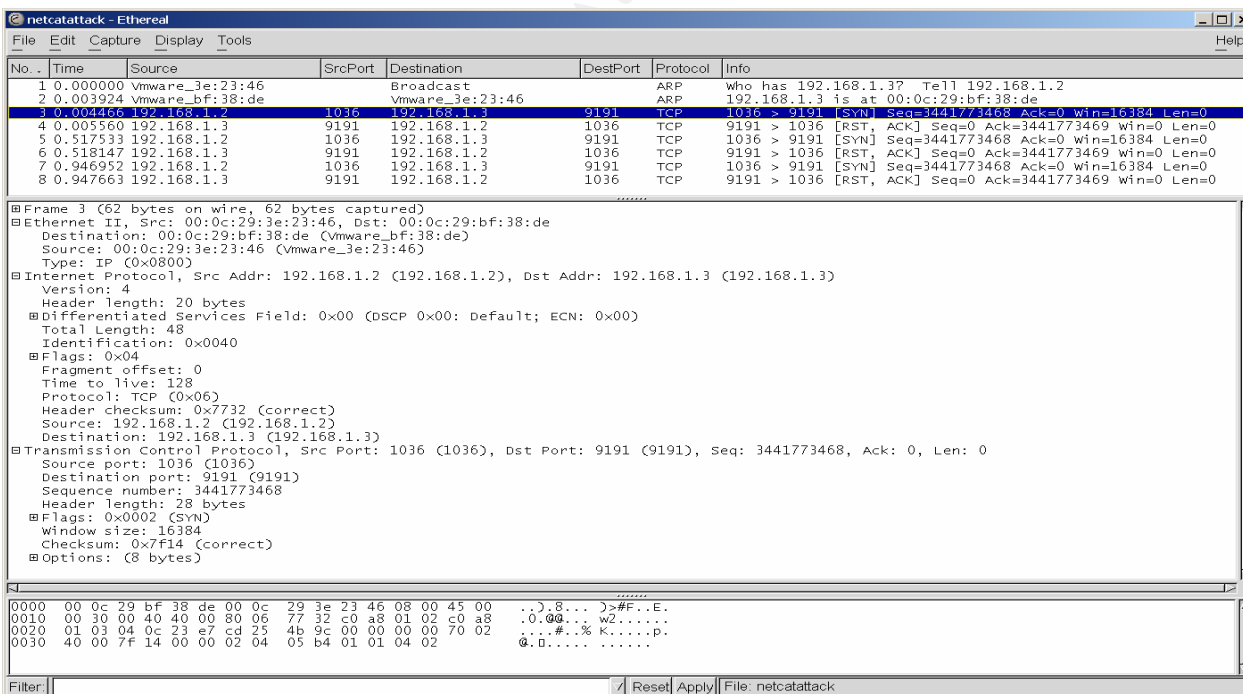 netcatattack - Ethereal
File Edit Capture Display Tools Help
No. . Time Source SrcPort Destination DestPort Protocol Info
1 0.000000 Vmware_3e:23:46 Broadcast ARP Who has 192.168.1.3? Tell 192.168.1.2
2 0.003924 Vmware_bf:38:de Vmware_3e:23:46 ARP 192.168.1.3 is at 00:0c:29:bf:38:de
3 0.004466 192.168.1.2 1036 192.168.1.3 9191 TCP 1036 > 9191 [SYN] Seq=3441773468 Ack=0 Win=16384 Len=0
4 0.005560 192.168.1.3 9191 192.168.1.2 1036 TCP 9191 > 1036 [RST, ACK] Seq=0 Ack=3441773469 Win=0 Len=0
5 0.517533 192.168.1.2 1036 192.168.1.3 9191 TCP 1036 > 9191 [SYN] Seq=3441773468 Ack=0 Win=16384 Len=0
6 0.518147 192.168.1.3 9191 192.168.1.2 1036 TCP 9191 > 1036 [RST, ACK] Seq=0 Ack=3441773469 Win=0 Len=0
7 0.946952 192.168.1.2 1036 192.168.1.3 9191 TCP 1036 > 9191 [SYN] Seq=3441773468 Ack=0 Win=16384 Len=0
8 0.947663 192.168.1.3 9191 192.168.1.2 1036 TCP 9191 > 1036 [RST, ACK] Seq=0 Ack=3441773469 Win=0 Len=0
Frame 3 (62 bytes on wire, 62 bytes captured)
Ethernet II, Src: 00:0c:29:3e:23:46, Dst: 00:0c:29:bf:38:de
Destination: 00:0c:29:bf:38:de (Vmware_bf:38:de)
Source: 00:0c:29:3e:23:46 (Vmware_3e:23:46)
Type: IP (0x0800)
Internet Protocol, Src Addr: 192.168.1.2 (192.168.1.2), Dst Addr: 192.168.1.3 (192.168.1.3)
Version: 4
Header length: 20 bytes
Differentiated Services Field: 0x00 (DSCP 0x00: Default; ECN: 0x00)
Total Length: 48
Identification: 0x0040
Flags: 0x04
Fragment offset: 0
Time to live: 128
Protocol: TCP (0x06)
Header checksum: 0x7732 (correct)
Source: 192.168.1.2 (192.168.1.2)
Destination: 192.168.1.3 (192.168.1.3)
Transmission Control Protocol, Src Port: 1036 (1036), Dst Port: 9191 (9191), Seq: 3441773468, Ack: 0, Len: 0
Source port: 1036 (1036)
Destination port: 9191 (9191)
Sequence number: 3441773468
Header length: 28 bytes
Flags: 0x0002 (SYN)
Window size: 16384
Checksum: 0x7f14 (correct)
Options: (8 bytes)
0000 00 0c 29 bf 38 de 00 0c 29 3e 23 46 08 00 45 00 ..).8... )>#F..E.
0010 00 30 00 40 40 00 80 06 77 32 c0 a8 01 02 c0 a8 .0.@@... w2......
0020 01 03 04 0c 23 e7 cd 25 4b 9c 00 00 00 00 70 02 ....#..% K.....p.
0030 40 00 7f 14 00 00 02 04 05 b4 01 01 04 02 @.▯..... ......
Filter: Reset Apply File: netcatattack